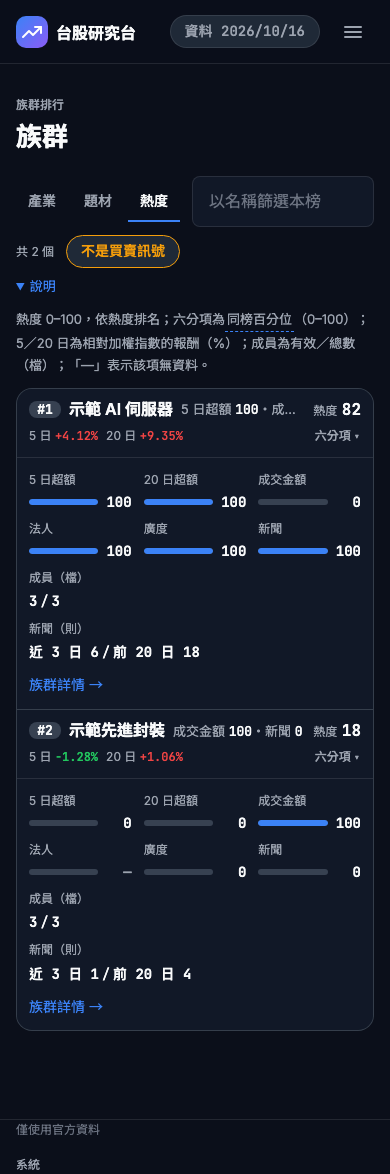 台股研究台
資料 2026/10/16
族群排行
族群
產業 題材 熱度 以名稱篩選本榜
共 2 個 不是買賣訊號
▼ 說明
熱度 0–100，依熱度排名；六分項為同榜百分位（0–100）；
5／20 日為相對加權指數的報酬（%）；成員為有效／總數
（檔）；「—」表示該項無資料。
#1 示範 AI 伺服器 5 日超額 100・成… 熱度 82
5 日 +4.12% 20 日 +9.35% 六分項 ▾
5 日超額 20 日超額 成交金額
100 100 0
法人 廣度 新聞
100 100 100
成員（檔）
3 / 3
新聞（則）
近 3 日 6 / 前 20 日 18
族群詳情 →
#2 示範先進封裝 成交金額 100・新聞 0 熱度 18
5 日 -1.28% 20 日 +1.06% 六分項 ▾
5 日超額 20 日超額 成交金額
0 0 100
法人 廣度 新聞
— 0 0
成員（檔）
3 / 3
新聞（則）
近 3 日 1 / 前 20 日 4
族群詳情 →
僅使用官方資料
系統